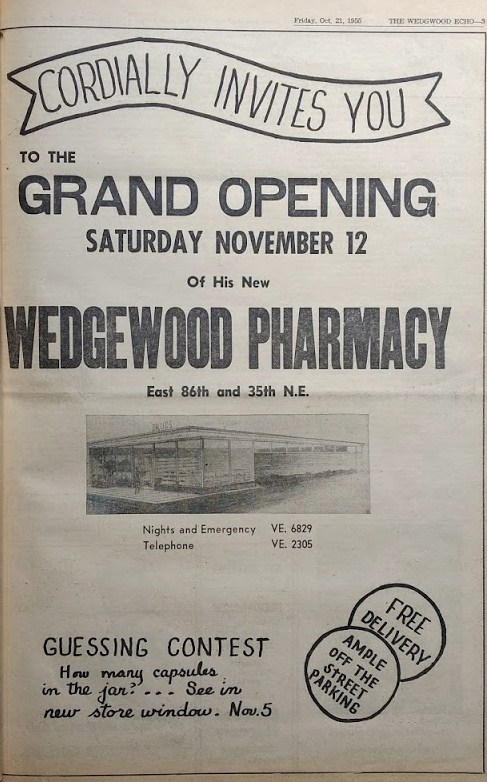 Friday, Oct. 21, 1955 THE WEDGWOOD ECHO—3
CORDIALLY INVITES YOU
TO THE
GRAND OPENING
SATURDAY NOVEMBER 12
Of His New
WEDGEWOOD PHARMACY
East 86th and 35th N.E.
Nights and Emergency VE. 6829
Telephone VE. 2305
FREE
DELIVERY
AMPLE
OFF THE
STREET
PARKING
GUESSING CONTEST
How many capsules
in the jar? . . . See in
new store window. Nov. 5